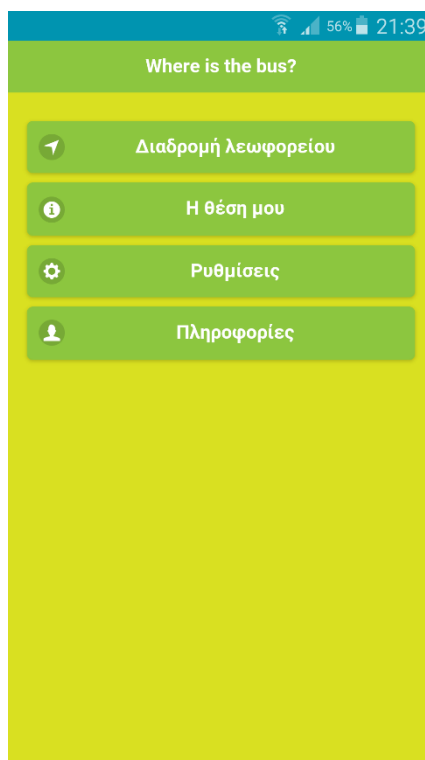 56% 21:39
Where is the bus?
Διαδρομή λεωφορείου
Η θέση μου
Ρυθμίσεις
Πληροφορίες